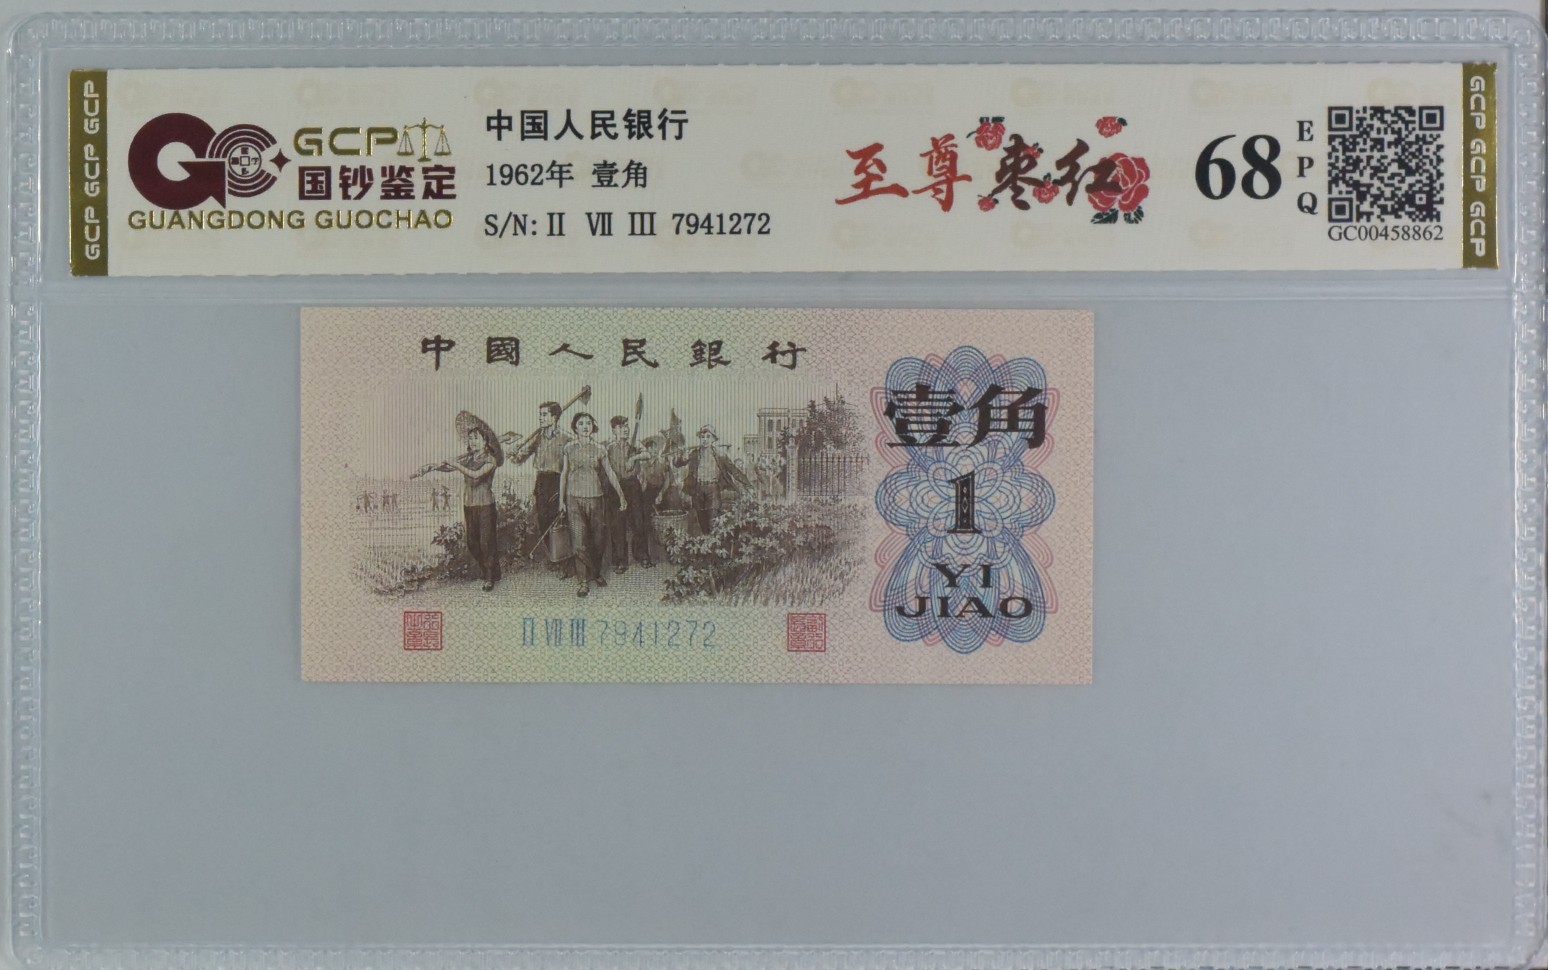 GCP GCP GCP
GCP
国钞鉴定
GUANGDONG GUOCHAO
中国人民银行
1962年 壹角
S/N: II VII III 7941272
至尊枣红
68
EPQ
GC00458862
GCP GCP GCP
中國人民銀行
壹角
1
YI
JIAO
II VII III 7941272